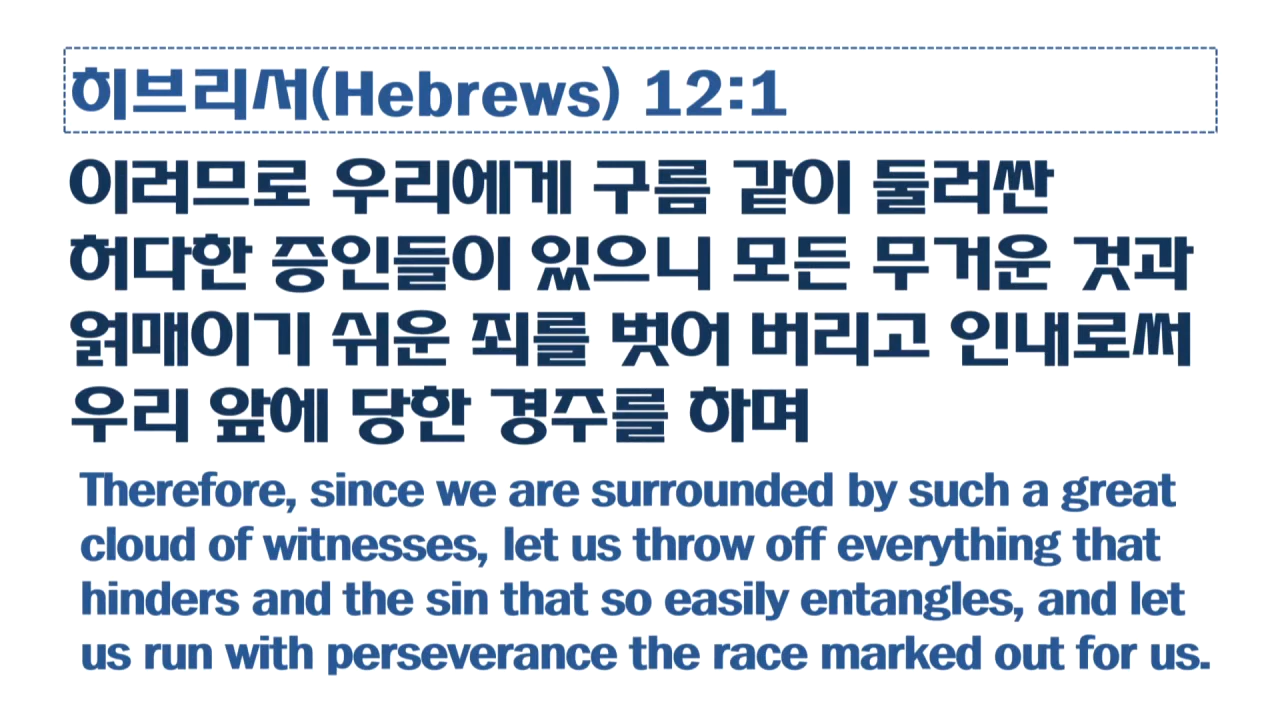 히브리서(Hebrews) 12:1
이러므로 우리에게 구름 같이 둘러싼
허다한 증인들이 있으니 모든 무거운 것과
얽매이기 쉬운 죄를 벗어 버리고 인내로써
우리 앞에 당한 경주를 하며
Therefore, since we are surrounded by such a great
cloud of witnesses, let us throw off everything that
hinders and the sin that so easily entangles, and let
us run with perseverance the race marked out for us.